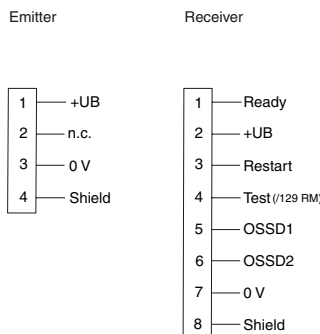 Emitter
Receiver
1 +UB
2 n.c.
3 0 V
4 Shield
1 Ready
2 +UB
3 Restart
4 Test (/129 RM)
5 OSSD1
6 OSSD2
7 0 V
8 Shield